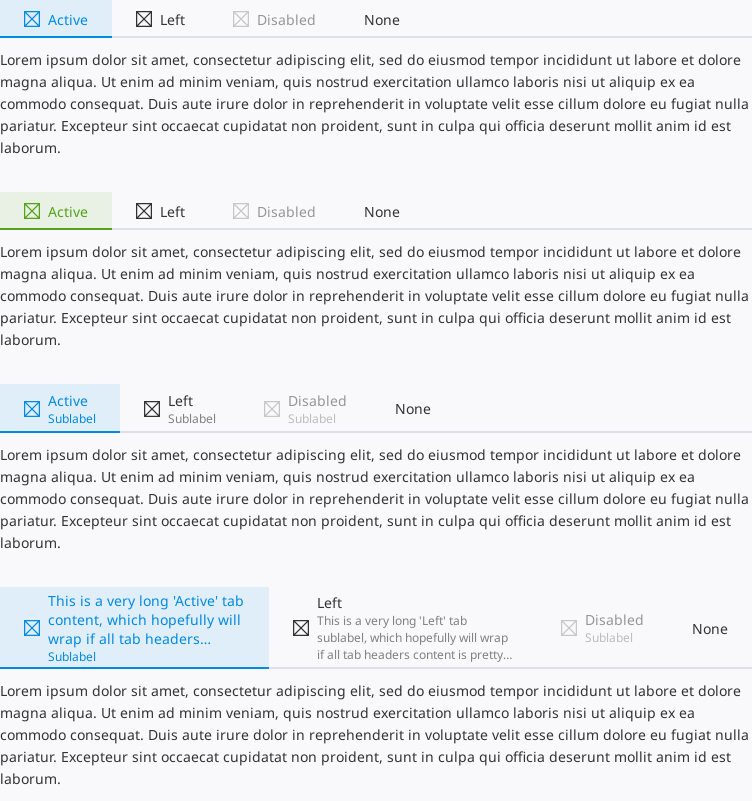 Active Left Disabled None
Lorem ipsum dolor sit amet, consectetur adipiscing elit, sed do eiusmod tempor incididunt ut labore et dolore
magna aliqua. Ut enim ad minim veniam, quis nostrud exercitation ullamco laboris nisi ut aliquip ex ea
commodo consequat. Duis aute irure dolor in reprehenderit in voluptate velit esse cillum dolore eu fugiat nulla
pariatur. Excepteur sint occaecat cupidatat non proident, sunt in culpa qui officia deserunt mollit anim id est
laborum.
Active Left Disabled None
Lorem ipsum dolor sit amet, consectetur adipiscing elit, sed do eiusmod tempor incididunt ut labore et dolore
magna aliqua. Ut enim ad minim veniam, quis nostrud exercitation ullamco laboris nisi ut aliquip ex ea
commodo consequat. Duis aute irure dolor in reprehenderit in voluptate velit esse cillum dolore eu fugiat nulla
pariatur. Excepteur sint occaecat cupidatat non proident, sunt in culpa qui officia deserunt mollit anim id est
laborum.
Active
Sublabel
Left
Sublabel
Disabled
Sublabel
None
Lorem ipsum dolor sit amet, consectetur adipiscing elit, sed do eiusmod tempor incididunt ut labore et dolore
magna aliqua. Ut enim ad minim veniam, quis nostrud exercitation ullamco laboris nisi ut aliquip ex ea
commodo consequat. Duis aute irure dolor in reprehenderit in voluptate velit esse cillum dolore eu fugiat nulla
pariatur. Excepteur sint occaecat cupidatat non proident, sunt in culpa qui officia deserunt mollit anim id est
laborum.
This is a very long 'Active' tab
content, which hopefully will
wrap if all tab headers...
Sublabel
Left
This is a very long 'Left' tab
sublabel, which hopefully will wrap
if all tab headers content is pretty...
Disabled
Sublabel
None
Lorem ipsum dolor sit amet, consectetur adipiscing elit, sed do eiusmod tempor incididunt ut labore et dolore
magna aliqua. Ut enim ad minim veniam, quis nostrud exercitation ullamco laboris nisi ut aliquip ex ea
commodo consequat. Duis aute irure dolor in reprehenderit in voluptate velit esse cillum dolore eu fugiat nulla
pariatur. Excepteur sint occaecat cupidatat non proident, sunt in culpa qui officia deserunt mollit anim id est
laborum.